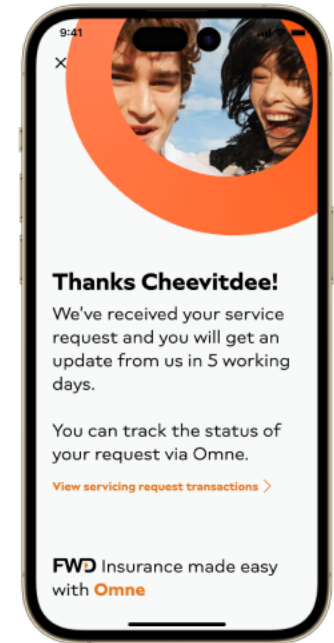 9:41
Thanks Cheevitdee!
We've received your service
request and you will get an
update from us in 5 working
days.
You can track the status of
your request via Omne.
View servicing request transactions
FWD Insurance made easy
with Omne